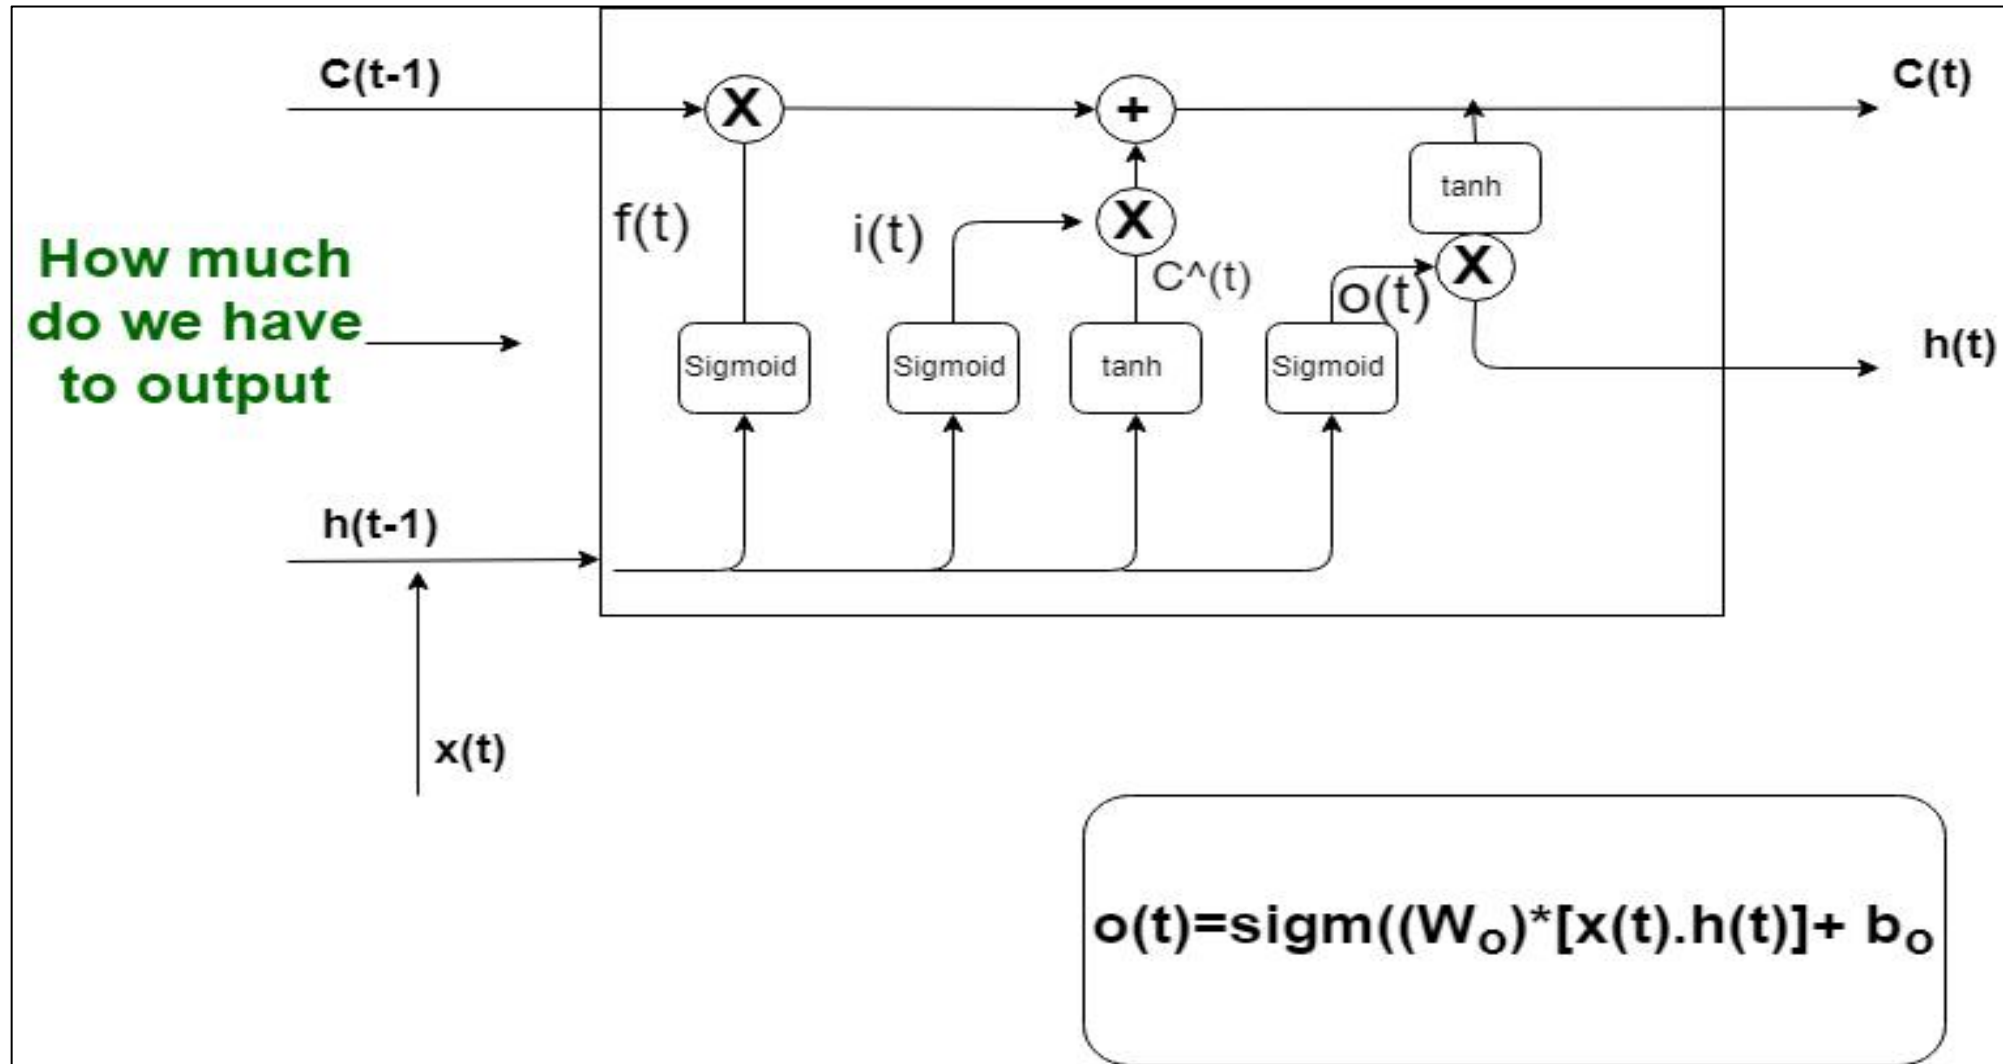 C(t-1)
X
+
C(t)
tanh
f(t)
i(t)
X
C^(t)
o(t)
X
How much
do we have
to output
Sigmoid
Sigmoid
tanh
Sigmoid
h(t)
h(t-1)
x(t)
o(t)=sigm((Wₒ)*[x(t).h(t)]+ bₒ